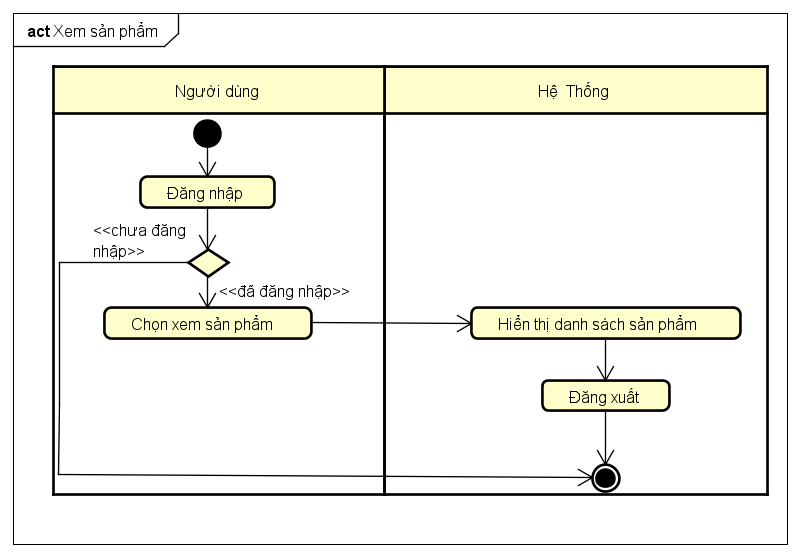 act Xem sản phẩm
Người dùng
Hệ Thống
Đăng nhập
<<chưa đăng
nhập>>
<<đã đăng nhập>>
Chọn xem sản phẩm
Hiển thị danh sách sản phẩm
Đăng xuất